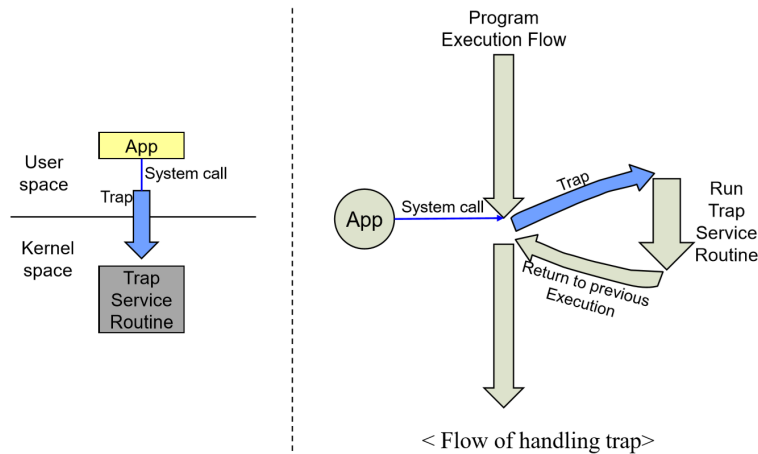 App
System call
User
space
Trap
Kernel
space
Trap
Service
Routine
Program
Execution Flow
App
System call
Trap
Run
Trap
Service
Routine
Return to previous
Execution
< Flow of handling trap>